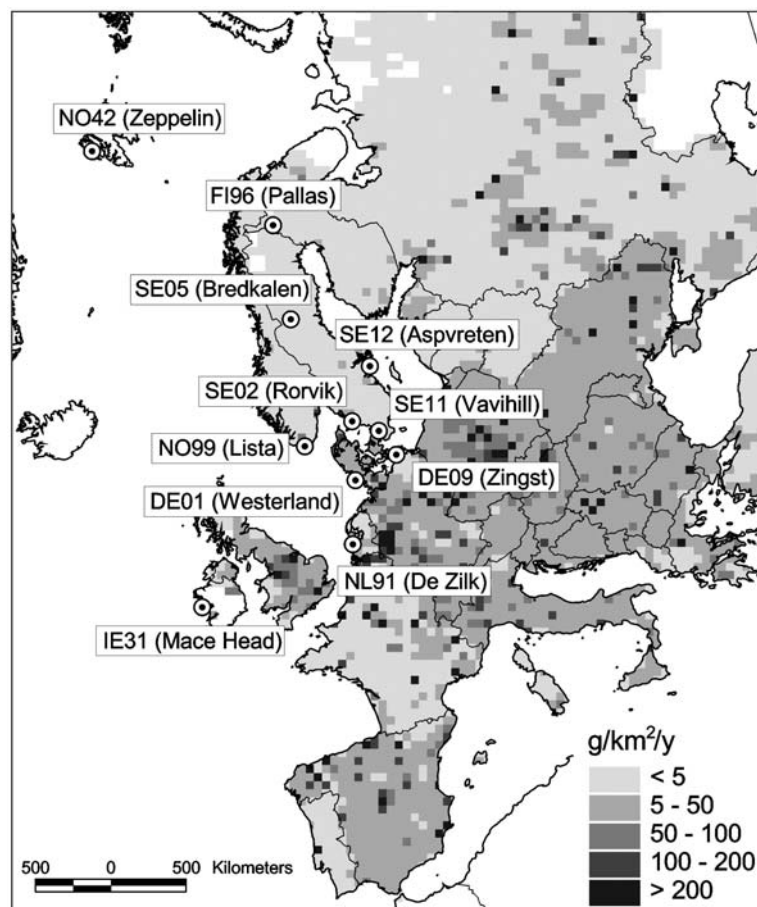 NO42 (Zeppelin)
FI96 (Pallas)
SE05 (Bredkalen)
SE12 (Aspvreten)
SE02 (Rorvik)
SE11 (Vavihill)
NO99 (Lista)
DE09 (Zingst)
DE01 (Westerland)
NL91 (De Zilk)
IE31 (Mace Head)
g/km²/y
< 5
5 - 50
50 - 100
100 - 200
> 200
500 0 500 Kilometers